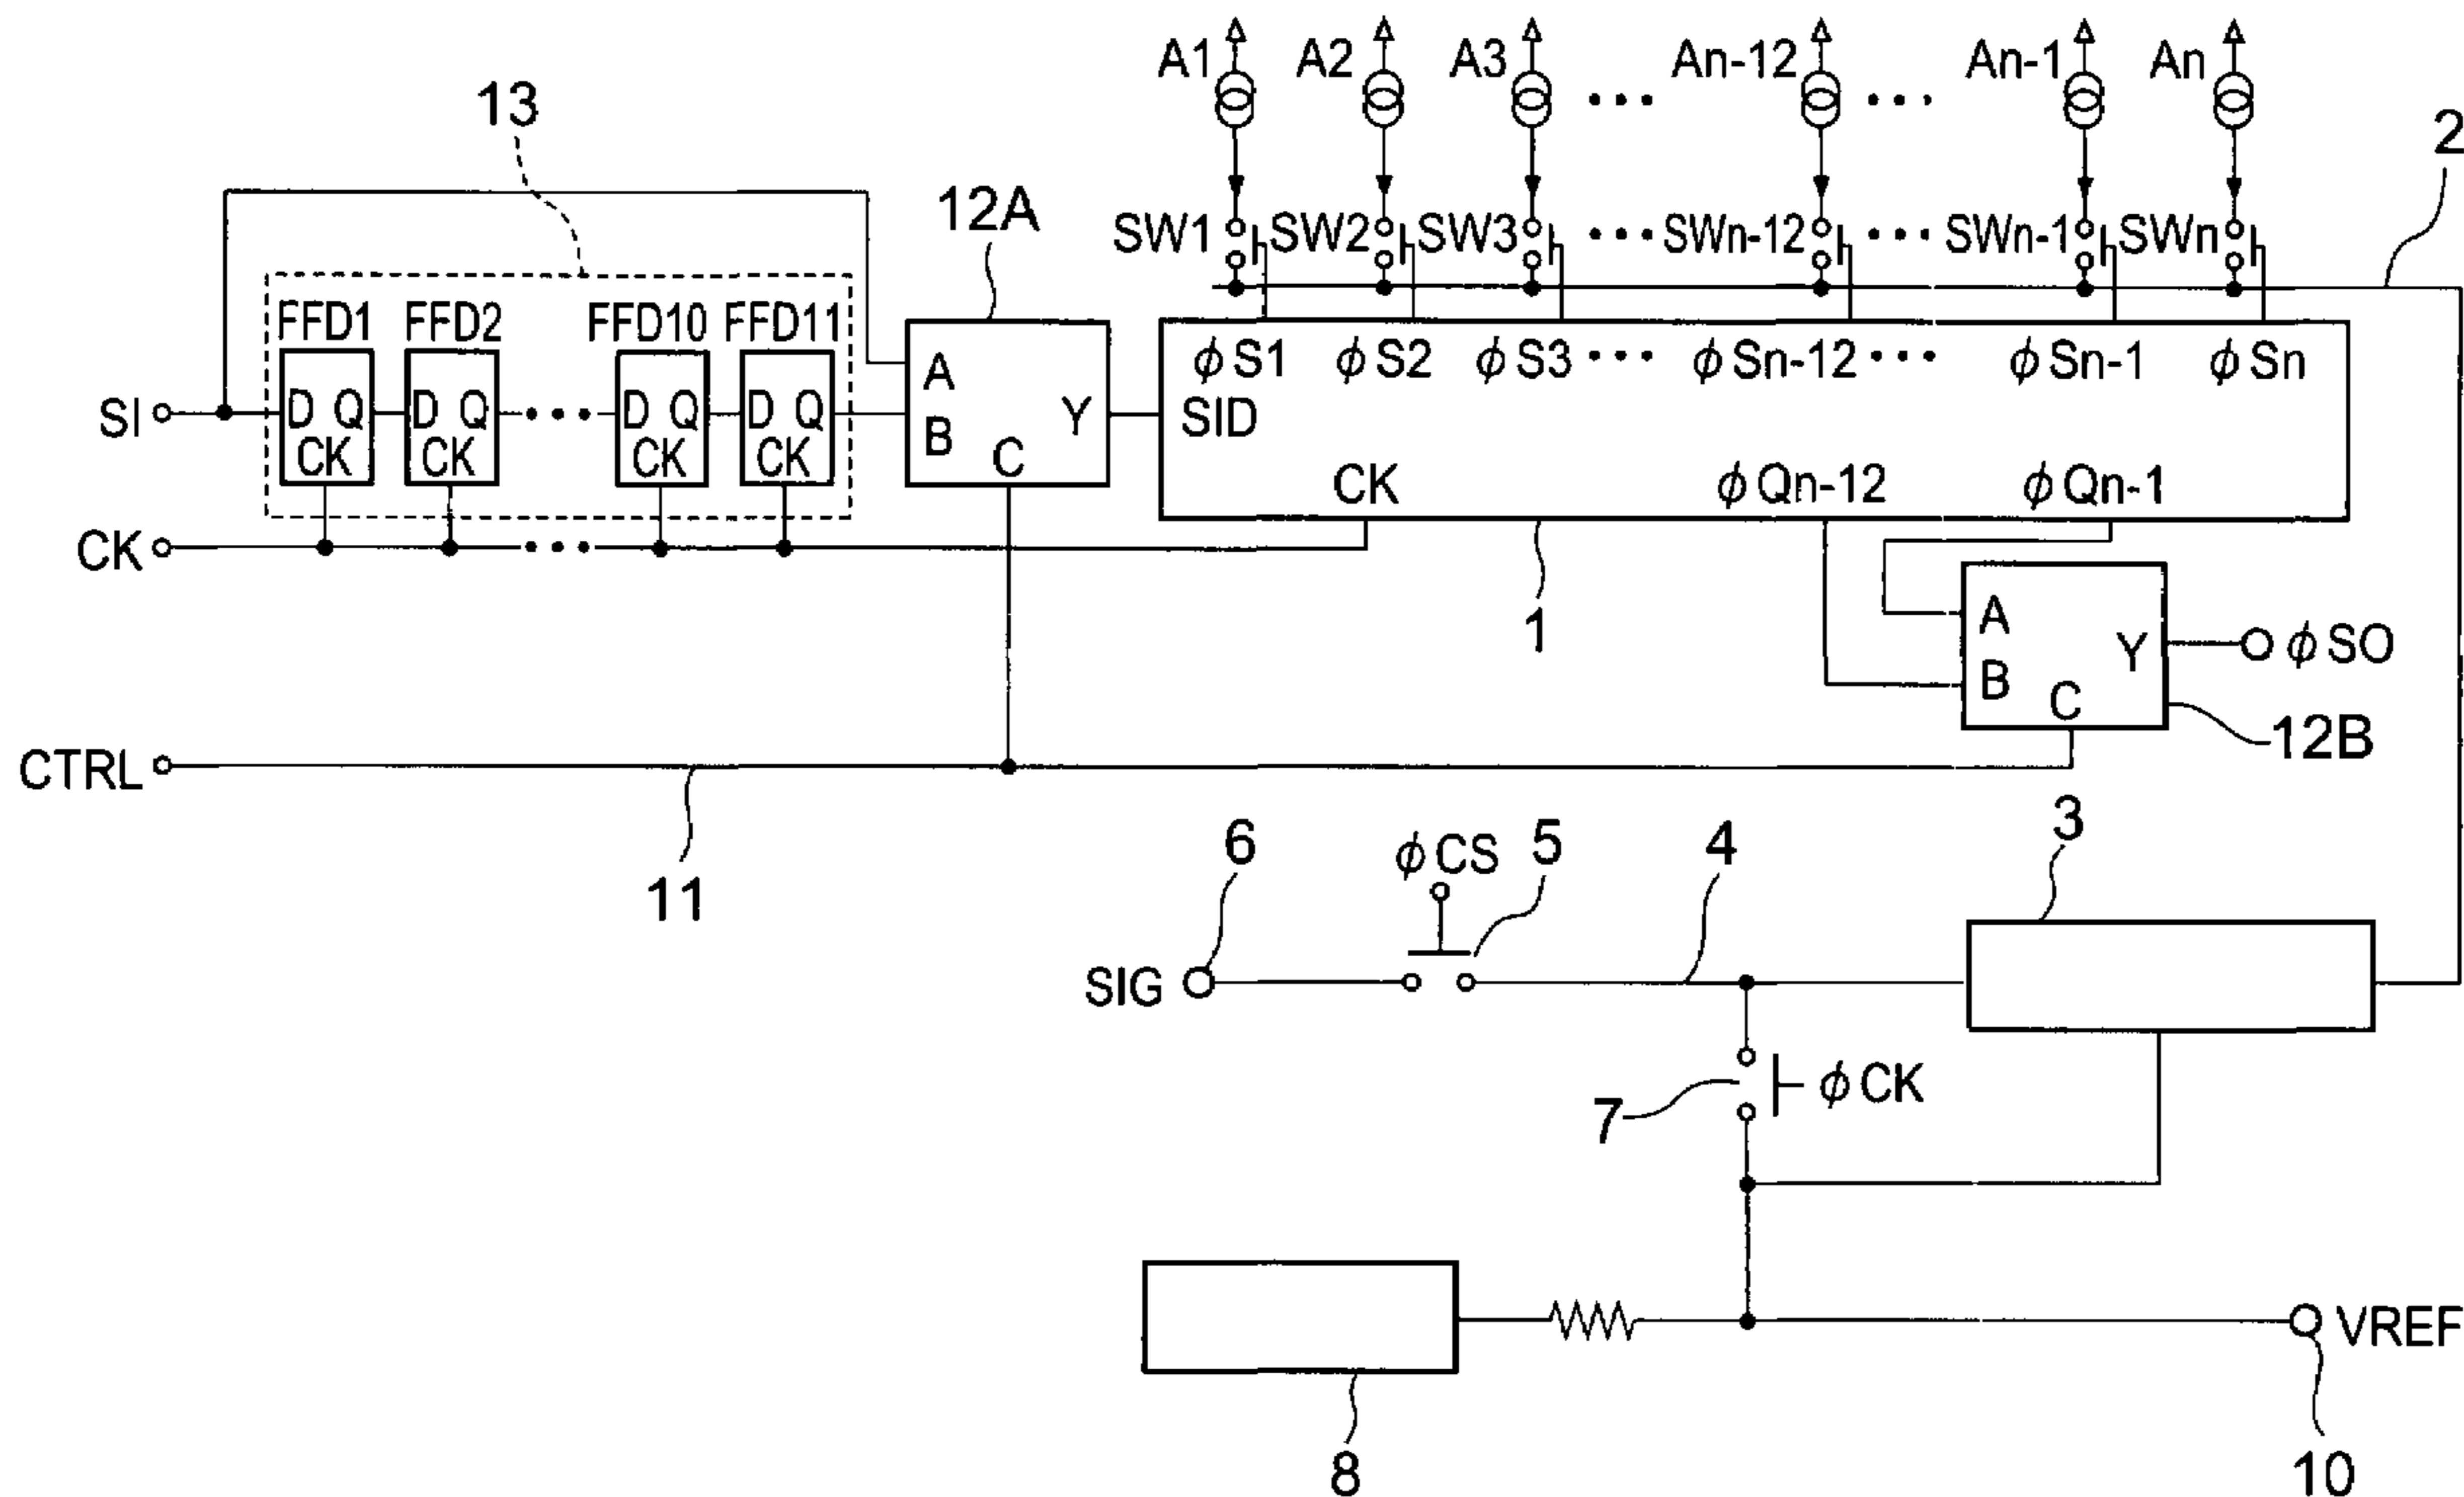 A1 A2 A3 ••• An-12 ••• An-1 An
13
2
12A
SW1 SW2 SW3 ••• SWn-12 ••• SWn-1 SWn
FFD1 FFD2 FFD10 FFD11
ϕS1 ϕS2 ϕS3 ••• ϕSn-12 ••• ϕSn-1 ϕSn
A
SI D Q D Q ••• D Q D Q B Y SID
CK CK CK CK C
CK ϕQn-12 ϕQn-1
CK •••
1
A
B Y ϕSO
C
12B
CTRL
11
3
6 ϕCS 5 4
SIG
7 ϕCK
VREF
8
10